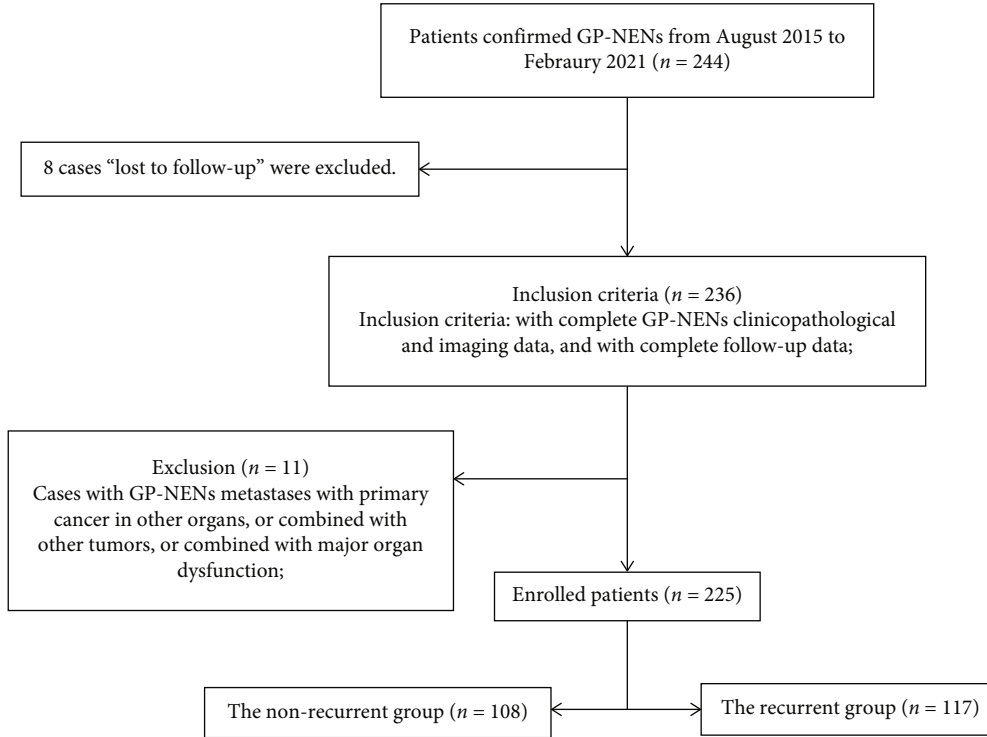 Patients confirmed GP-NENs from August 2015 to
Febraury 2021 (n = 244)
8 cases “lost to follow-up” were excluded.
Inclusion criteria (n = 236)
Inclusion criteria: with complete GP-NENs clinicopathological
and imaging data, and with complete follow-up data;
Exclusion (n = 11)
Cases with GP-NENs metastases with primary
cancer in other organs, or combined with
other tumors, or combined with major organ
dysfunction;
Enrolled patients (n = 225)
The non-recurrent group (n = 108)
The recurrent group (n = 117)